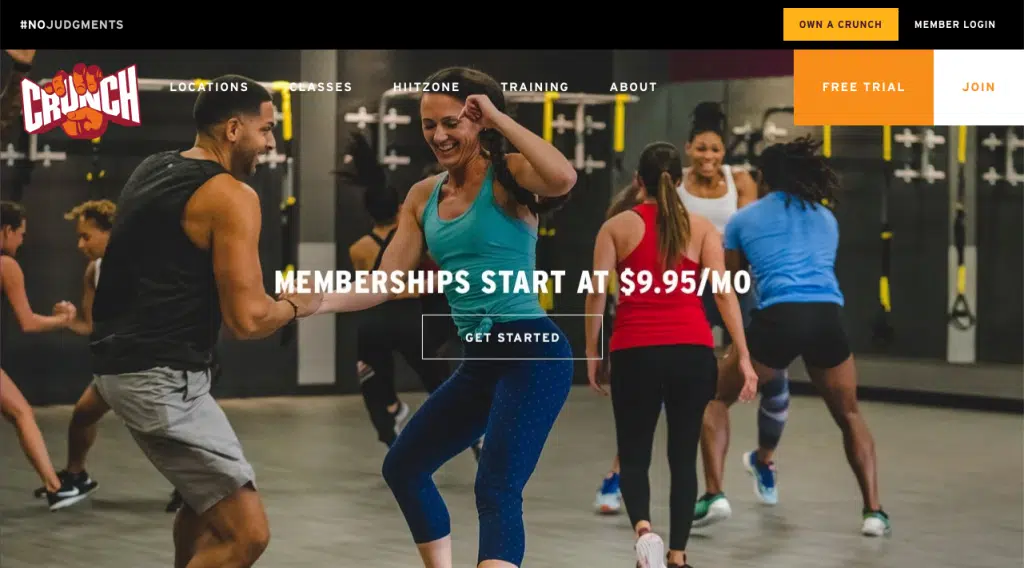 #NOJUDGMENTS
OWN A CRUNCH
MEMBER LOGIN
CRUNCH
LOCATIONS
CLASSES
HIITZONE
TRAINING
ABOUT
FREE TRIAL
JOIN
MEMBERSHIPS START AT $9.95/MO
GET STARTED